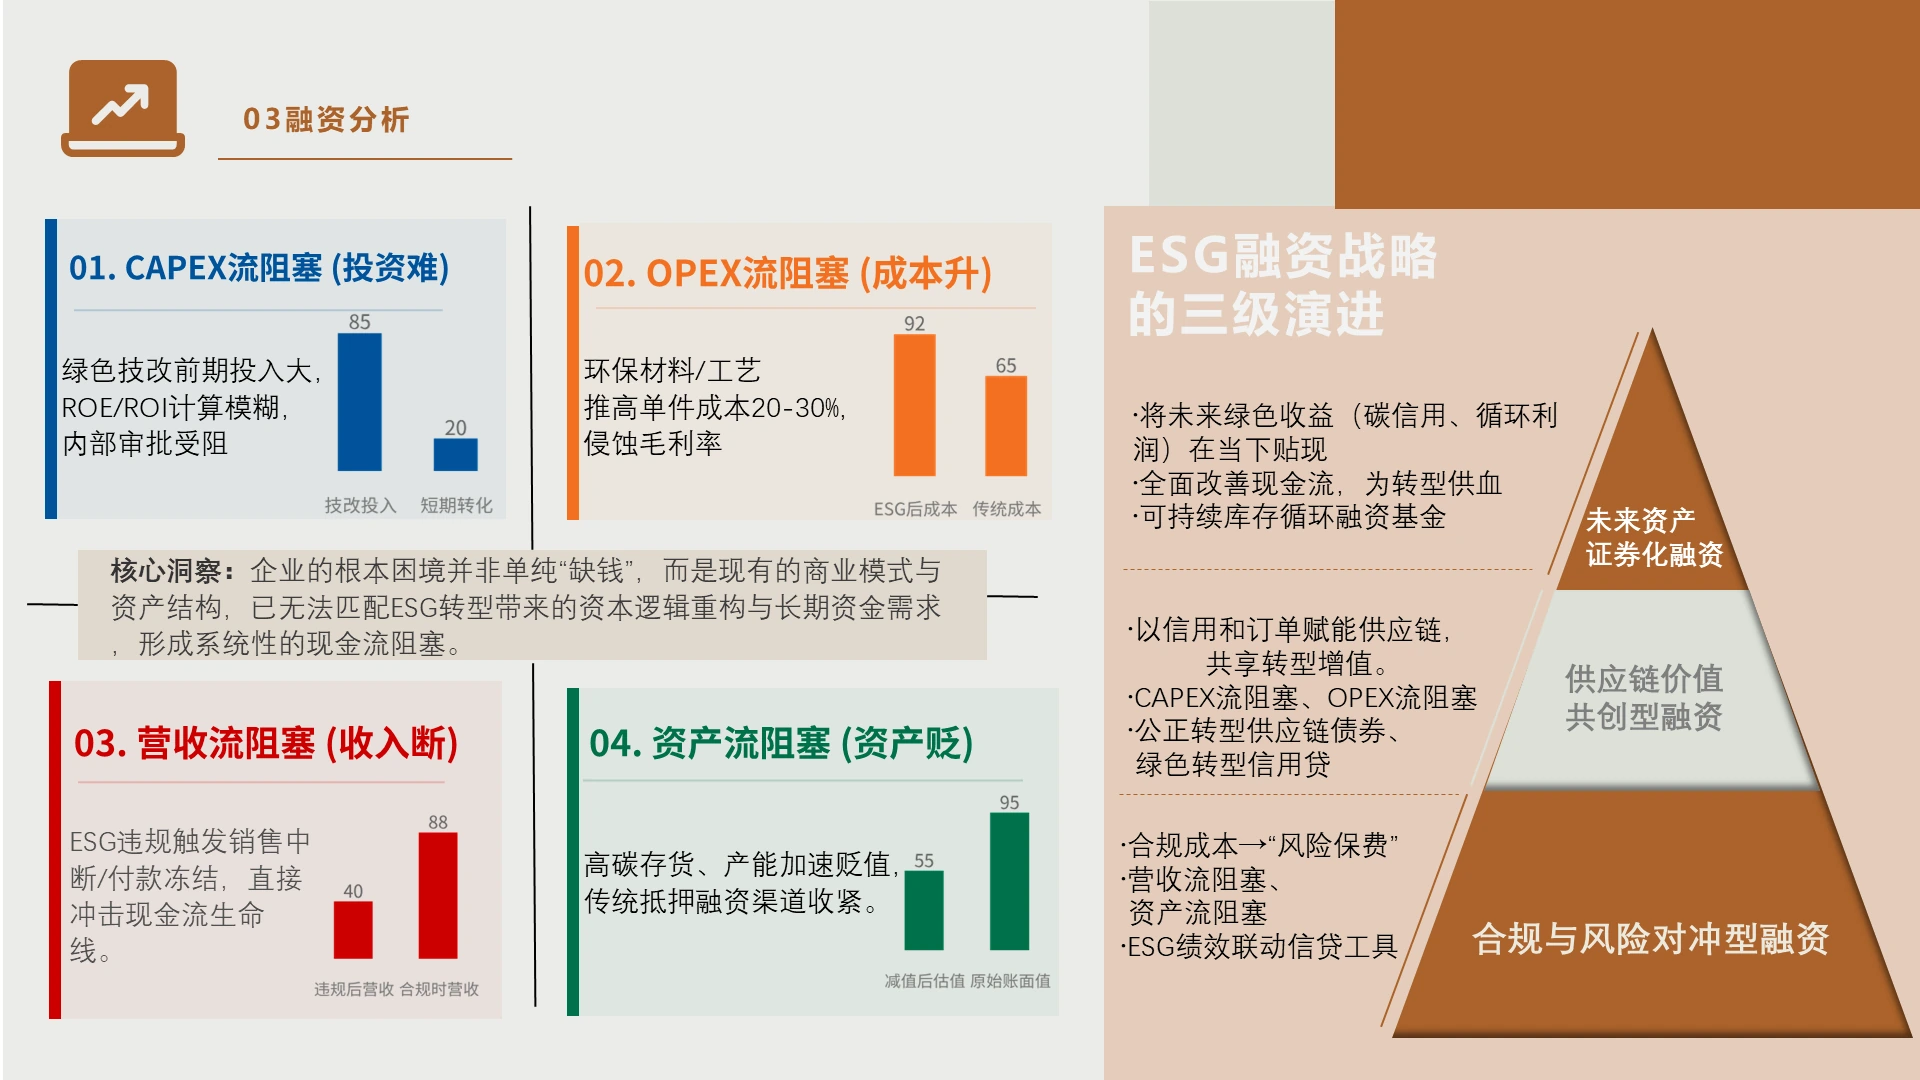 03融资分析
01. CAPEX流阻塞 (投资难)
绿色技改前期投入大，
ROE/ROI计算模糊，
内部审批受阻
85
20
技改投入
短期转化
02. OPEX流阻塞 (成本升)
环保材料/工艺
推高单件成本20-30%，
侵蚀毛利率
92
65
ESG后成本
传统成本
核心洞察：企业的根本困境并非单纯“缺钱”，而是现有的商业模式与
资产结构，已无法匹配ESG转型带来的资本逻辑重构与长期资金需求
，形成系统性的现金流阻塞。
03. 营收流阻塞 (收入断)
ESG违规触发销售中
断/付款冻结，直接
冲击现金流生命
线。
40
88
违规后营收
合规时营收
04. 资产流阻塞 (资产贬)
高碳存货、产能加速贬值，
传统抵押融资渠道收紧。
55
95
减值后估值
原始账面值
ESG融资战略
的三级演进
·将未来绿色收益（碳信用、循环利
润）在当下贴现
·全面改善现金流，为转型供血
·可持续库存循环融资基金
未来资产
证券化融资
·以信用和订单赋能供应链，
共享转型增值。
·CAPEX流阻塞、OPEX流阻塞
·公正转型供应链债券、
绿色转型信用贷
供应链价值
共创型融资
·合规成本→“风险保费”
·营收流阻塞、
资产流阻塞
·ESG绩效联动信贷工具
合规与风险对冲型融资